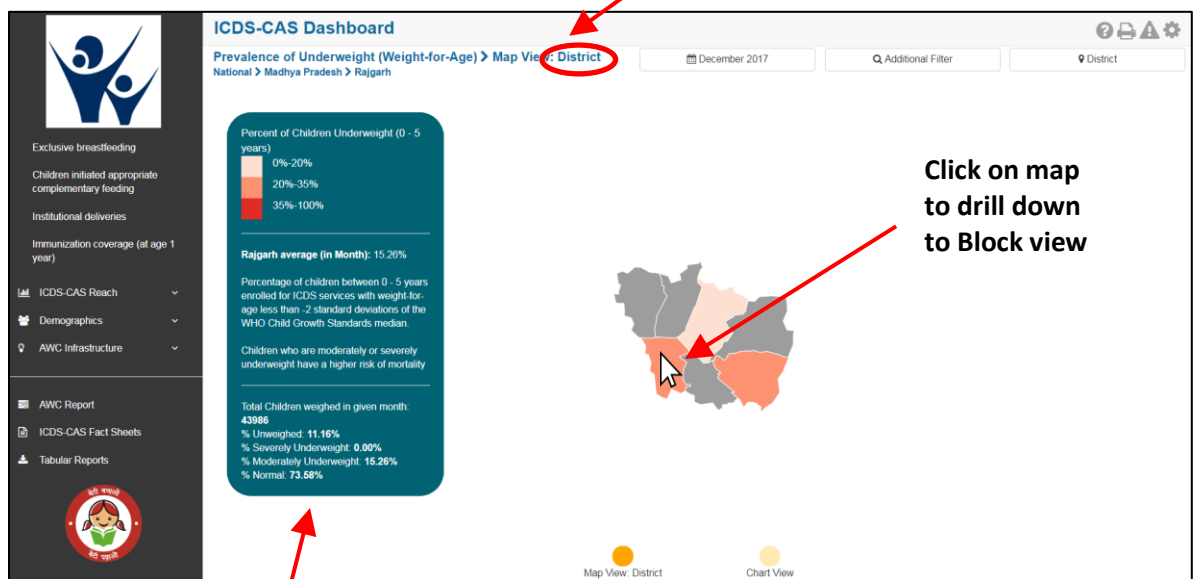 ICDS-CAS Dashboard
Prevalence of Underweight (Weight-for-Age) > Map View: District
National > Madhya Pradesh > Rajgarh
December 2017
Additional Filter
District
Exclusive breastfeeding
Children initiated appropriate
complementary feeding
Institutional deliveries
Immunization coverage (at age 1
year)
ICDS-CAS Reach
Demographics
AWC Infrastructure
AWC Report
ICDS-CAS Fact Sheets
Tabular Reports
बेटी बचाओ
बेटी पढ़ाओ
Percent of Children Underweight (0 - 5
years)
0%-20%
20%-35%
35%-100%
Rajgarh average (in Month): 15.26%
Percentage of children between 0 - 5 years
enrolled for ICDS services with weight-for-
age less than -2 standard deviations of the
WHO Child Growth Standards median.
Children who are moderately or severely
underweight have a higher risk of mortality
Total Children weighed in given month:
43986
% Unweighed: 11.16%
% Severely Underweight: 0.00%
% Moderately Underweight: 15.26%
% Normal: 73.58%
Click on map
to drill down
to Block view
Map View: District
Chart View